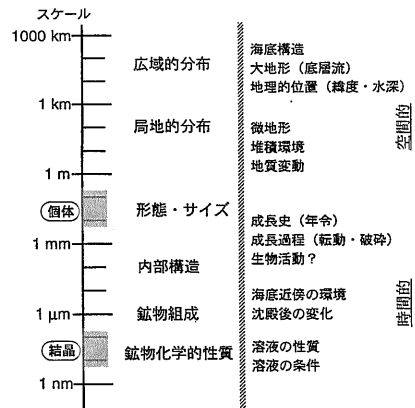 スケール
1000 km
広域的分布
海底構造
大地形（底層流）
地理的位置（緯度・水深）
1 km
局地的分布
微地形
堆積環境
地質変動
空間的
1 m
個体
形態・サイズ
成長史（年令）
成長過程（転動・破砕）
生物活動？
1 mm
内部構造
海底近傍の環境
沈殿後の変化
時間的
1 μm
鉱物組成
結晶
鉱物化学的性質
溶液の性質
溶液の条件
1 nm